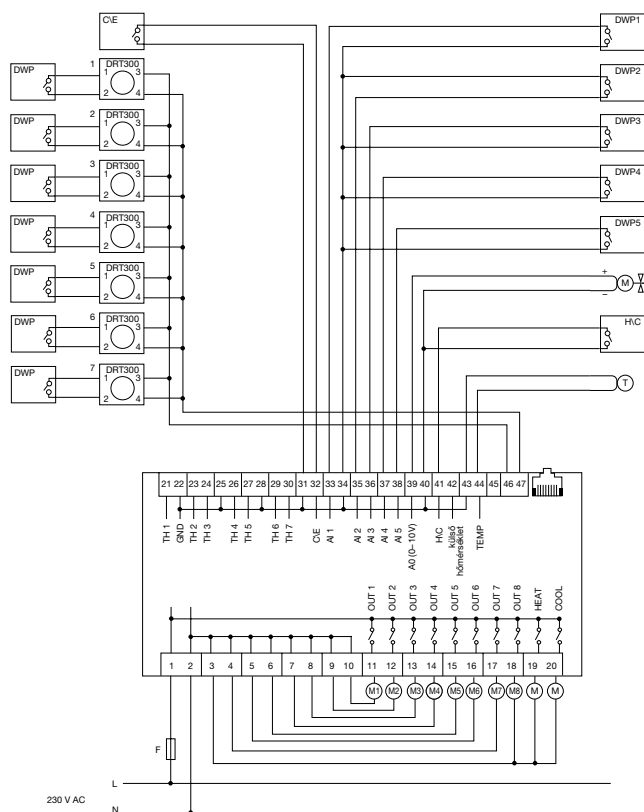 C\E
DWP1
1
DRT300
DWP
1 3
2 4
DWP2
2
DRT300
DWP
1 3
2 4
DWP3
3
DRT300
DWP
1 3
2 4
DWP4
4
DRT300
DWP
1 3
2 4
DWP5
5
DRT300
DWP
1 3
2 4
+
M
–
6
DRT300
DWP
1 3
2 4
H\C
7
DRT300
DWP
1 3
2 4
T
21 22 23 24 25 26 27 28 29 30 31 32 33 34 35 36 37 38 39 40 41 42 43 44 45 46 47
TH 1
GND
TH 2
TH 3
TH 4
TH 5
TH 6
TH 7
C\E
AI 1
AI 2
AI 3
AI 4
AI 5
A0 (0–10V)
H\C
külső
hőmérséklet
TEMP
OUT 1
OUT 2
OUT 3
OUT 4
OUT 5
OUT 6
OUT 7
OUT 8
HEAT
COOL
1 2 3 4 5 6 7 8 9 10 11 12 13 14 15 16 17 18 19 20
M1 M2 M3 M4 M5 M6 M7 M8 M M
F
L
230 V AC
N